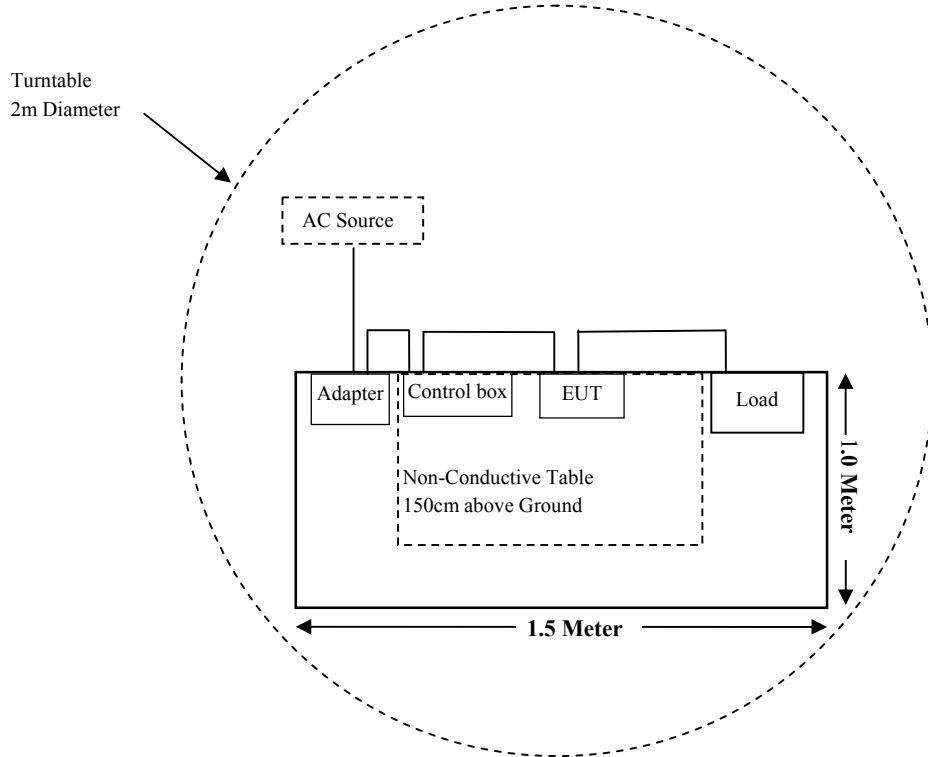 Turntable
2m Diameter
AC Source
Adapter
Control box
EUT
Load
Non-Conductive Table
150cm above Ground
1.0 Meter
1.5 Meter